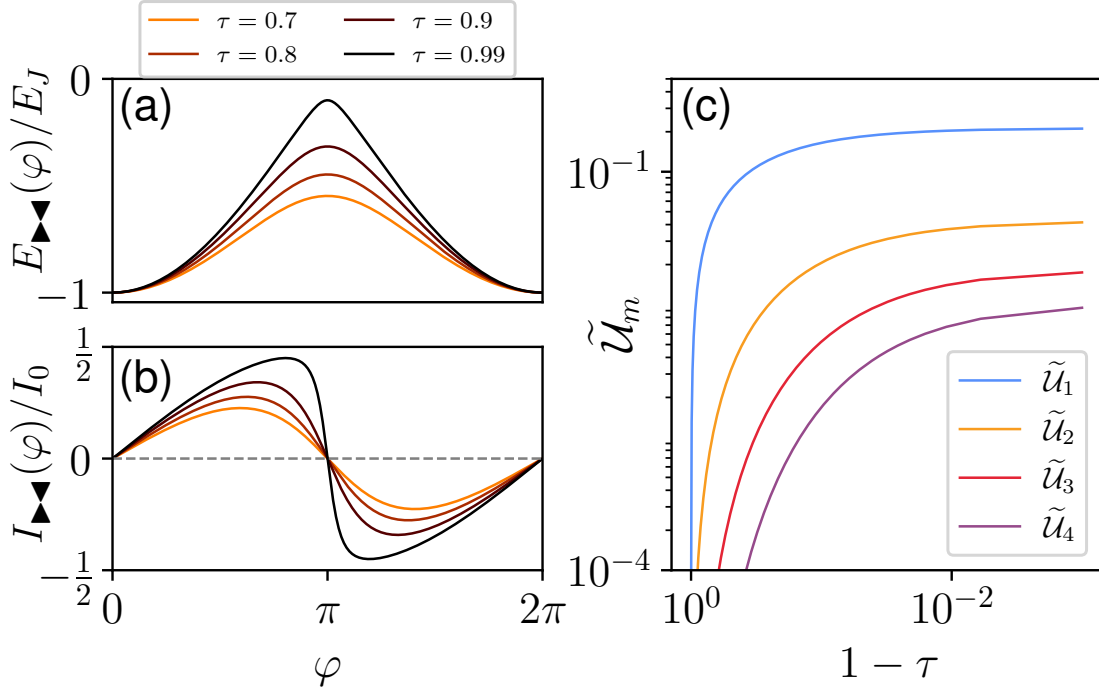 τ = 0.7
τ = 0.8
τ = 0.9
τ = 0.99
(a)
E▶◀(φ)/E_J
0
−1
(b)
I▶◀(φ)/I_0
1/2
0
−1/2
0
π
2π
φ
(c)
Ũ_m
10^{-1}
10^{-4}
10^0
10^{-2}
1 − τ
Ũ_1
Ũ_2
Ũ_3
Ũ_4